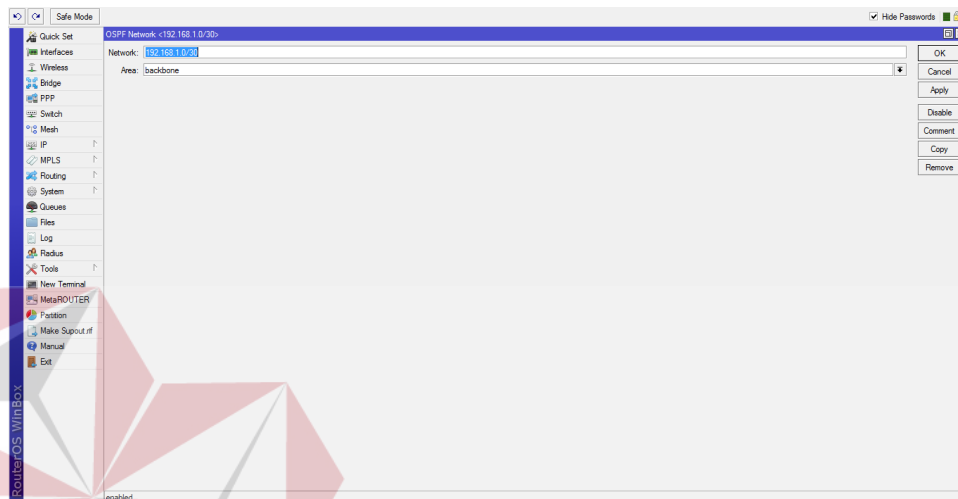 Safe Mode
Hide Passwords
Quick Set
Interfaces
Wireless
Bridge
PPP
Switch
Mesh
IP
MPLS
Routing
System
Queues
Files
Log
Radius
Tools
New Terminal
MetaROUTER
Partition
Make Supout.rif
Manual
Exit
RouterOS WinBox
OSPF Network <192.168.1.0/30>
Network: 192.168.1.0/30
Area: backbone
OK
Cancel
Apply
Disable
Comment
Copy
Remove
enabled